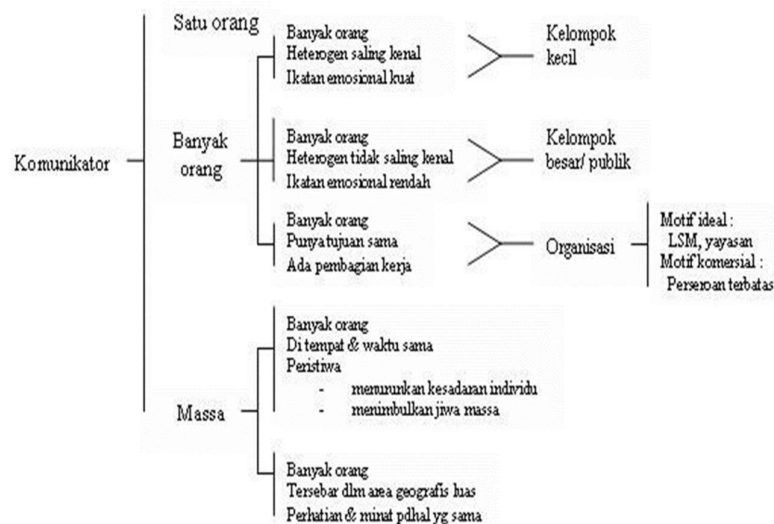 Komunikator
Satu orang
Banyak
orang
Banyak orang
Heterogen saling kenal
Ikatan emosional kuat
Kelompok
kecil
Banyak orang
Heterogen tidak saling kenal
Ikatan emosional rendah
Kelompok
besar/ publik
Banyak orang
Punya tujuan sama
Ada pembagian kerja
Organisasi
Motif ideal :
LSM, yayasan
Motif komersial :
Perseroan terbatas
Massa
Banyak orang
Di tempat & waktu sama
Peristiwa
- menurunkan kesadaran individu
- menimbulkan jiwa massa
Banyak orang
Tersebar dlm area geografis luas
Perhatian & minat pdhal yg sama